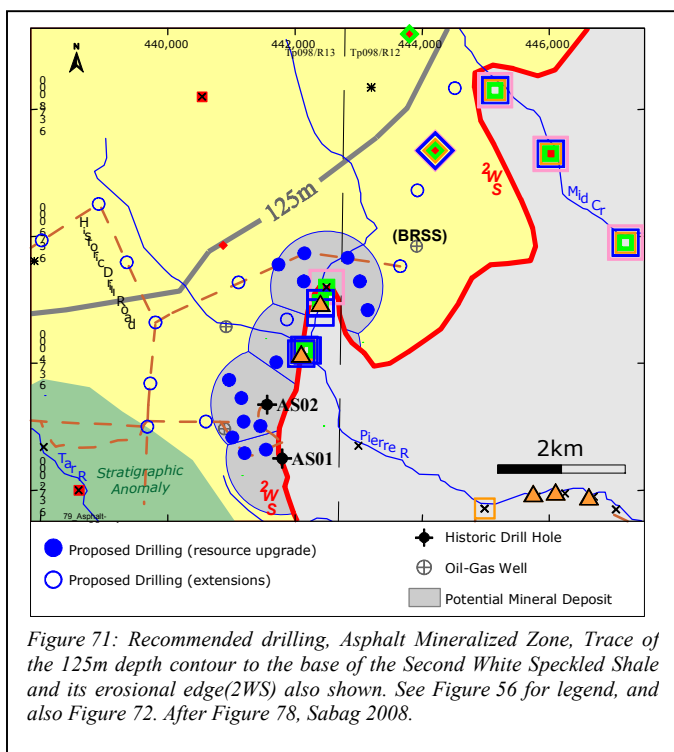 440,000 442,000 444,000 446,000
Tp098/R13 Tp098/R12
N
125m
2WS
Mid Cr
(BRSS)
Historic Drill Road
AS02
AS01
Pierre R
2km
Tar R
Stratigraphic
Anomaly
2WS
79_Asphalt-
Proposed Drilling (resource upgrade)
Proposed Drilling (extensions)
Historic Drill Hole
Oil-Gas Well
Potential Mineral Deposit
Figure 71: Recommended drilling, Asphalt Mineralized Zone, Trace of
the 125m depth contour to the base of the Second White Speckled Shale
and its erosional edge(2WS) also shown. See Figure 56 for legend, and
also Figure 72. After Figure 78, Sabag 2008.